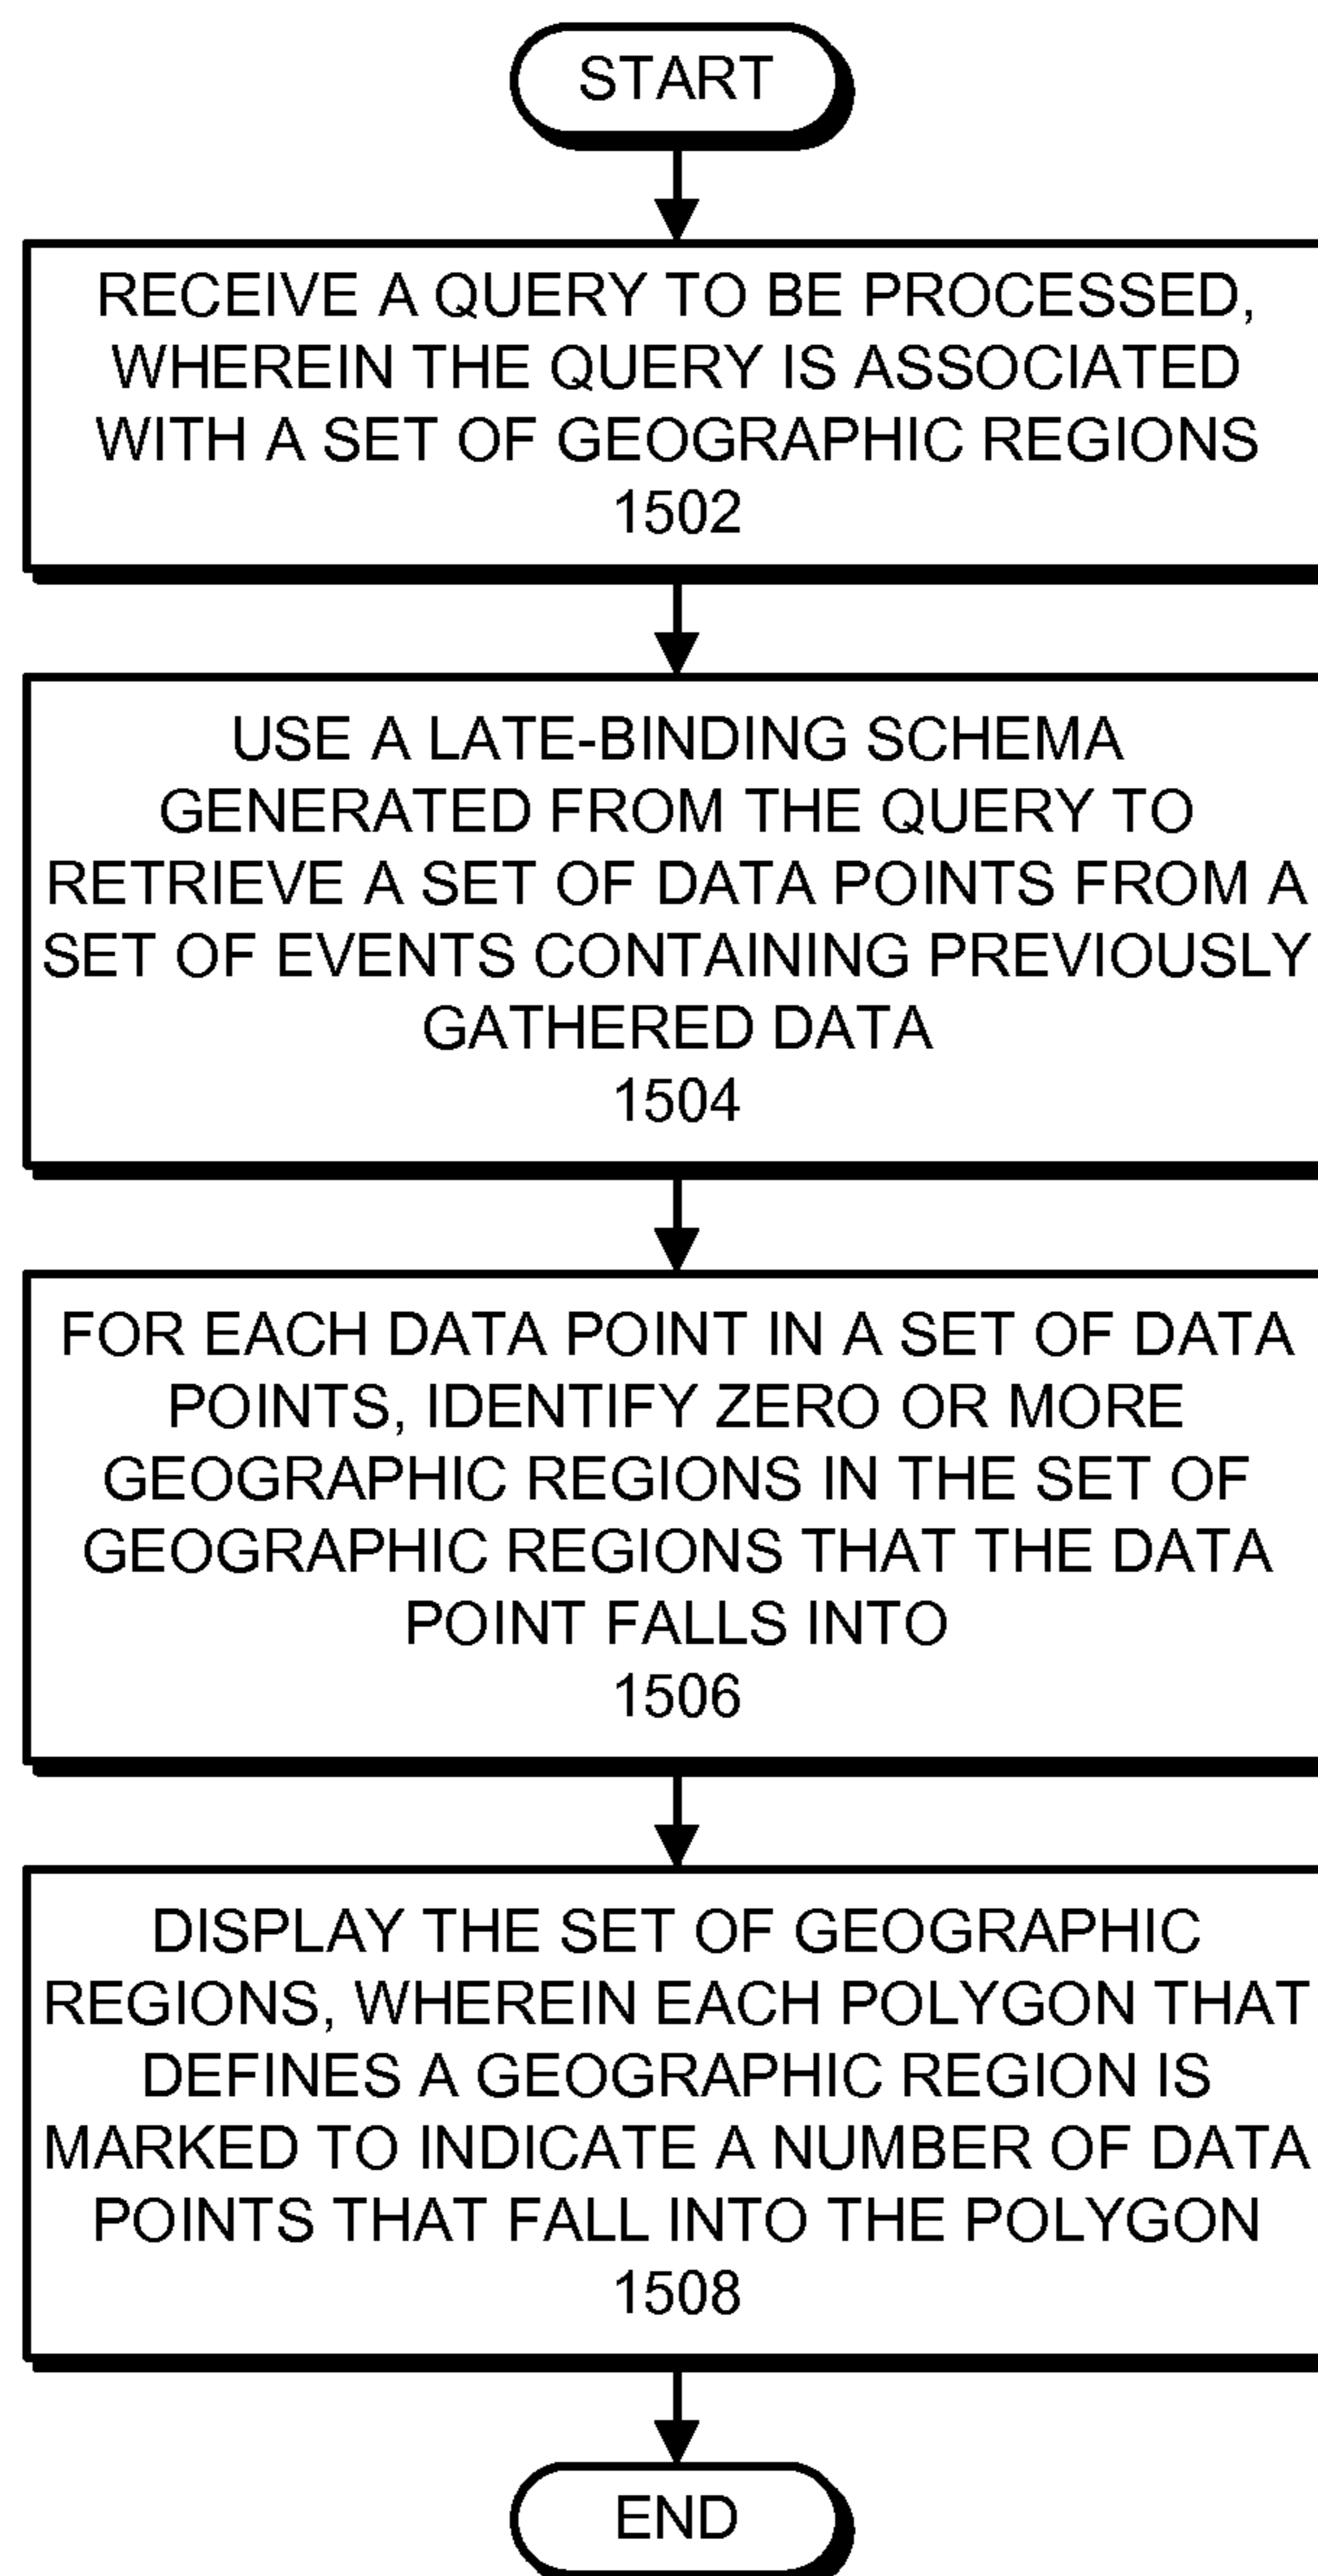 START
RECEIVE A QUERY TO BE PROCESSED,
WHEREIN THE QUERY IS ASSOCIATED
WITH A SET OF GEOGRAPHIC REGIONS
1502
USE A LATE-BINDING SCHEMA
GENERATED FROM THE QUERY TO
RETRIEVE A SET OF DATA POINTS FROM A
SET OF EVENTS CONTAINING PREVIOUSLY
GATHERED DATA
1504
FOR EACH DATA POINT IN A SET OF DATA
POINTS, IDENTIFY ZERO OR MORE
GEOGRAPHIC REGIONS IN THE SET OF
GEOGRAPHIC REGIONS THAT THE DATA
POINT FALLS INTO
1506
DISPLAY THE SET OF GEOGRAPHIC
REGIONS, WHEREIN EACH POLYGON THAT
DEFINES A GEOGRAPHIC REGION IS
MARKED TO INDICATE A NUMBER OF DATA
POINTS THAT FALL INTO THE POLYGON
1508
END